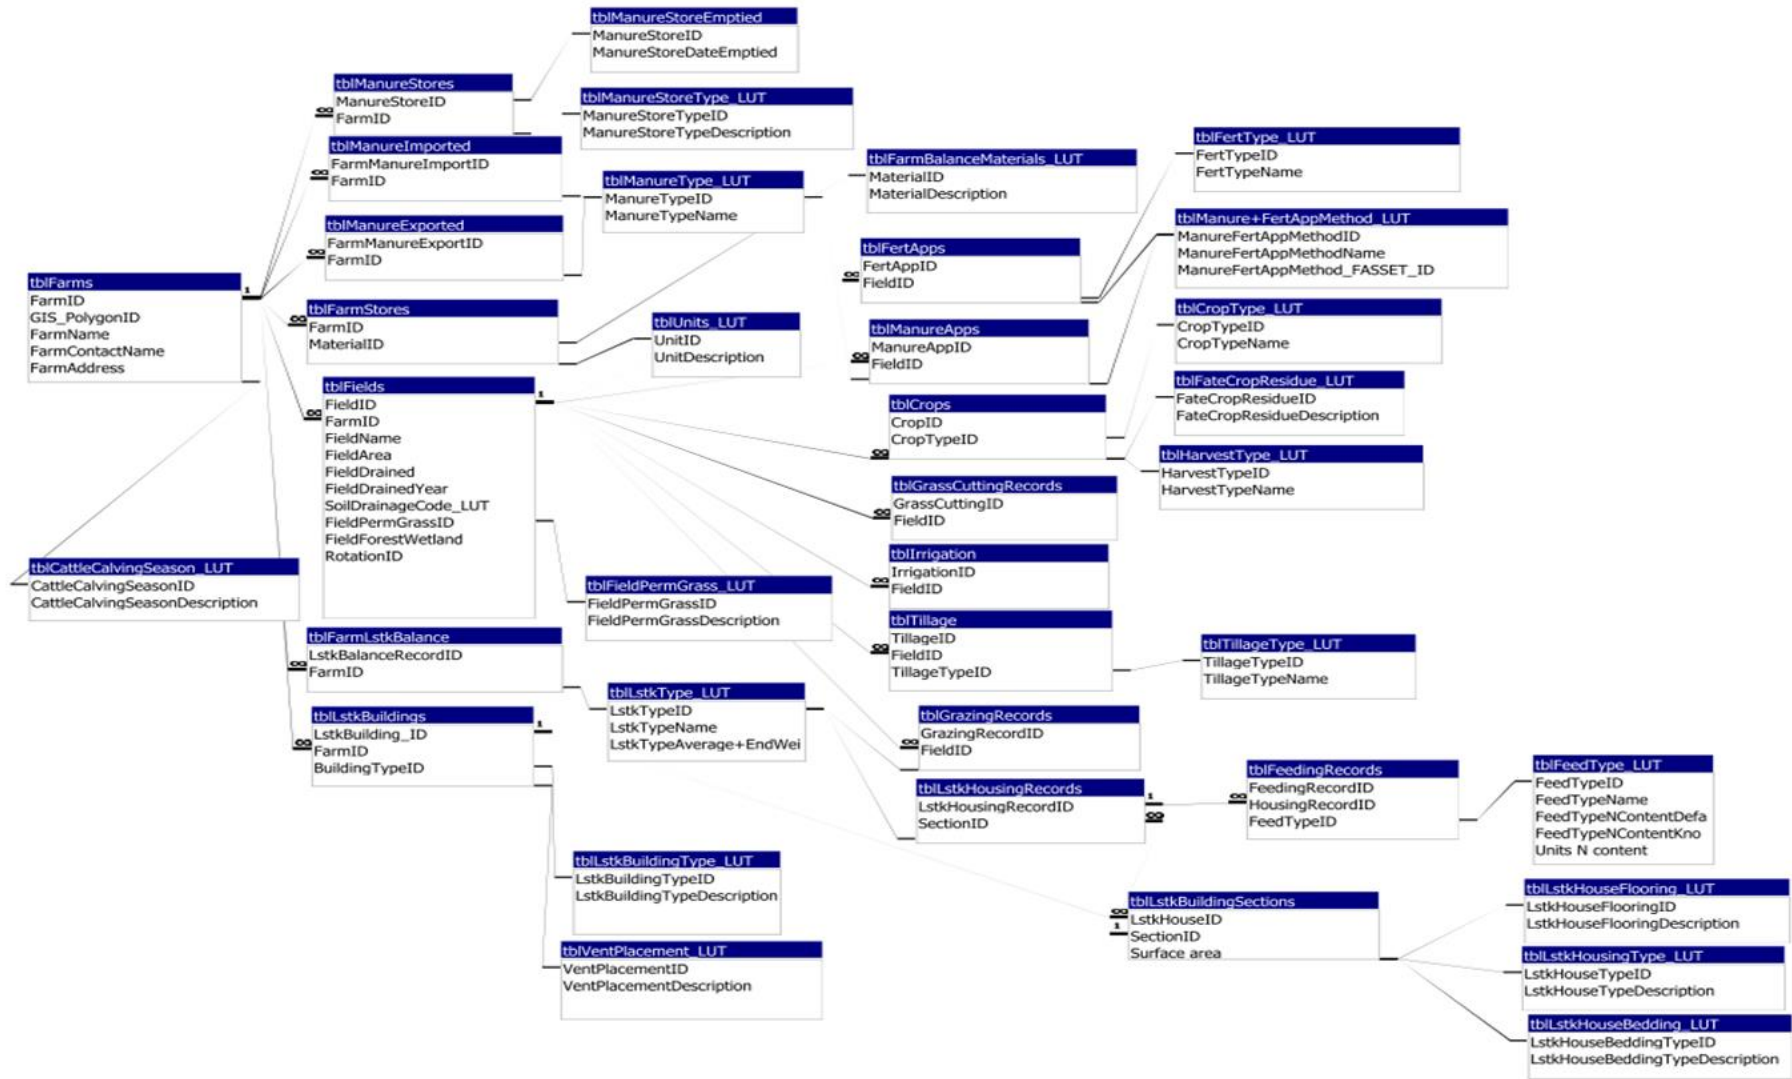 tblManureStoreEmptied
ManureStoreID
ManureStoreDateEmptied
tblManureStores
ManureStoreID
FarmID
tblManureStoreType_LUT
ManureStoreTypeID
ManureStoreTypeDescription
tblManureImported
FarmManureImportID
FarmID
tblManureType_LUT
ManureTypeID
ManureTypeName
tblFarmBalanceMaterials_LUT
MaterialID
MaterialDescription
tblFertType_LUT
FertTypeID
FertTypeName
tblManureExported
FarmManureExportID
FarmID
tblFertApps
FertAppID
FieldID
tblManure+FertAppMethod_LUT
ManureFertAppMethodID
ManureFertAppMethodName
ManureFertAppMethod_FASSET_ID
tblFarms
FarmID
GIS_PolygonID
FarmName
FarmContactName
FarmAddress
1
tblFarmStores
FarmID
MaterialID
tblUnits_LUT
UnitID
UnitDescription
tblManureApps
ManureAppID
FieldID
tblCropType_LUT
CropTypeID
CropTypeName
tblFields
FieldID
FarmID
FieldName
FieldArea
FieldDrained
FieldDrainedYear
SoilDrainageCode_LUT
FieldPermGrassID
FieldForestWetland
RotationID
1
tblCrops
CropID
CropTypeID
tblFateCropResidue_LUT
FateCropResidueID
FateCropResidueDescription
tblHarvestType_LUT
HarvestTypeID
HarvestTypeName
tblGrassCuttingRecords
GrassCuttingID
FieldID
tblIrrigation
IrrigationID
FieldID
tblCattleCalvingSeason_LUT
CattleCalvingSeasonID
CattleCalvingSeasonDescription
tblFieldPermGrass_LUT
FieldPermGrassID
FieldPermGrassDescription
tblTillage
TillageID
FieldID
TillageTypeID
tblTillageType_LUT
TillageTypeID
TillageTypeName
tblFarmLstkBalance
LstkBalanceRecordID
FarmID
tblLstkType_LUT
LstkTypeID
LstkTypeName
LstkTypeAverage+EndWei
tblLstkBuildings
LstkBuilding_ID
FarmID
BuildingTypeID
1
tblGrazingRecords
GrazingRecordID
FieldID
tblLstkHousingRecords
LstkHousingRecordID
SectionID
1
tblFeedingRecords
FeedingRecordID
HousingRecordID
FeedTypeID
tblFeedType_LUT
FeedTypeID
FeedTypeName
FeedTypeNContentDefa
FeedTypeNContentKno
Units N content
tblLstkBuildingType_LUT
LstkBuildingTypeID
LstkBuildingTypeDescription
tblLstkBuildingSections
LstkHouseID
1
SectionID
Surface area
tblLstkHouseFlooring_LUT
LstkHouseFlooringID
LstkHouseFlooringDescription
tblVentPlacement_LUT
VentPlacementID
VentPlacementDescription
tblLstkHousingType_LUT
LstkHouseTypeID
LstkHouseTypeDescription
tblLstkHouseBedding_LUT
LstkHouseBeddingTypeID
LstkHouseBeddingTypeDescription